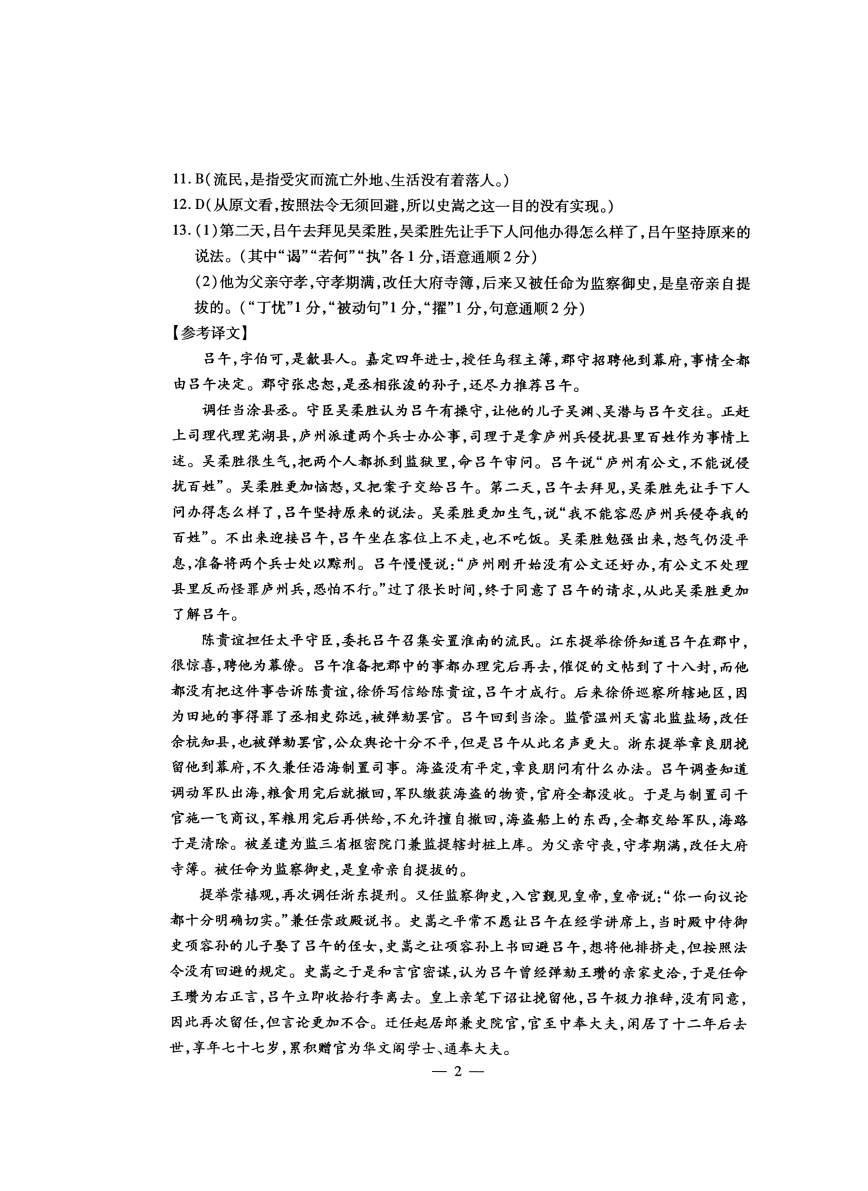 11. B(流民,是指受灾而流亡外地、生活没有着落人。)
12. D(从原文看,按照法令无须回避,所以史嵩之这一目的没有实现。)
13. (1)第二天,吕午去拜见吴柔胜,吴柔胜先让手下人问他办得怎么样了,吕午坚持原来的
说法。(其中“谒”“若何”“执”各1分,语意通顺2分)
(2)他为父亲守孝,守孝期满,改任大府寺簿,后来又被任命为监察御史,是皇帝亲自提
拔的。(“丁忧”1分,“被动句”1分,“擢”1分,句意通顺2分)
【参考译文】
吕午,字伯可,是歙县人。嘉定四年进士,授任乌程主簿,郡守招聘他到幕府,事情全都
由吕午决定。郡守张忠恕,是丞相张浚的孙子,还尽力推荐吕午。
调任当涂县丞。守臣吴柔胜认为吕午有操守,让他的儿子吴渊、吴潜与吕午交往。正赶
上司理代理芜湖县,庐州派遣两个兵士办公事,司理于是拿庐州兵侵扰县里百姓作为事情上
述。吴柔胜很生气,把两个人都抓到监狱里,命吕午审问。吕午说“庐州有公文,不能说侵
扰百姓”。吴柔胜更加恼怒,又把案子交给吕午。第二天,吕午去拜见,吴柔胜先让手下人
问办得怎么样了,吕午坚持原来的说法。吴柔胜更加生气,说“我不能容忍庐州兵侵夺我的
百姓”。不出来迎接吕午,吕午坐在客位上不走,也不吃饭。吴柔胜勉强出来,怒气仍没平
息,准备将两个兵士处以黥刑。吕午慢慢说:“庐州刚开始没有公文还好办,有公文不处理
县里反而怪罪庐州兵,恐怕不行。”过了很长时间,终于同意了吕午的请求,从此吴柔胜更加
了解吕午。
陈贵谊担任太平守臣,委托吕午召集安置淮南的流民。江东提举徐侨知道吕午在郡中,
很惊喜,聘他为幕僚。吕午准备把郡中的事都办理完后再去,催促的文帖到了十八封,而他
都没有把这件事告诉陈贵谊,徐侨写信给陈贵谊,吕午才成行。后来徐侨巡察所辖地区,因
为田地的事得罪了丞相史弥远,被弹劾罢官。吕午回到当涂。监管温州天富北监盐场,改任
余杭知县,也被弹劾罢官,公众舆论十分不平,但是吕午从此名声更大。浙东提举章良朋挽
留他到幕府,不久兼任沿海制置司事。海盗没有平定,章良朋问有什么办法。吕午调查知道
调动军队出海,粮食用完后就撤回,军队缴获海盗的物资,官府全都没收。于是与制置司干
官施一飞商议,军粮用完后再供给,不允许擅自撤回,海盗船上的东西,全都交给军队,海路
于是清除。被差遣为监三省枢密院门兼监提辖封桩上库。为父亲守丧,守孝期满,改任大府
寺簿。被任命为监察御史,是皇帝亲自提拔的。
提举崇禧观,再次调任浙东提刑。又任监察御史,入宫觐见皇帝,皇帝说:“你一向议论
都十分明确切实。”兼任崇政殿说书。史嵩之平常不愿让吕午在经学讲席上,当时殿中侍御
史项容孙的儿子娶了吕午的侄女,史嵩之让项容孙上书回避吕午,想将他排挤走,但按照法
令没有回避的规定。史嵩之于是和言官密谋,认为吕午曾经弹劾王瓒的亲家史洽,于是任命
王瓒为右正言,吕午立即收拾行李离去。皇上亲笔下诏让挽留他,吕午极力推辞,没有同意,
因此再次留任,但言论更加不合。迁任起居郎兼史院官,官至中奉大夫,闲居了十二年后去
世,享年七十七岁,累积赠官为华文阁学士、通奉大夫。
— 2 —